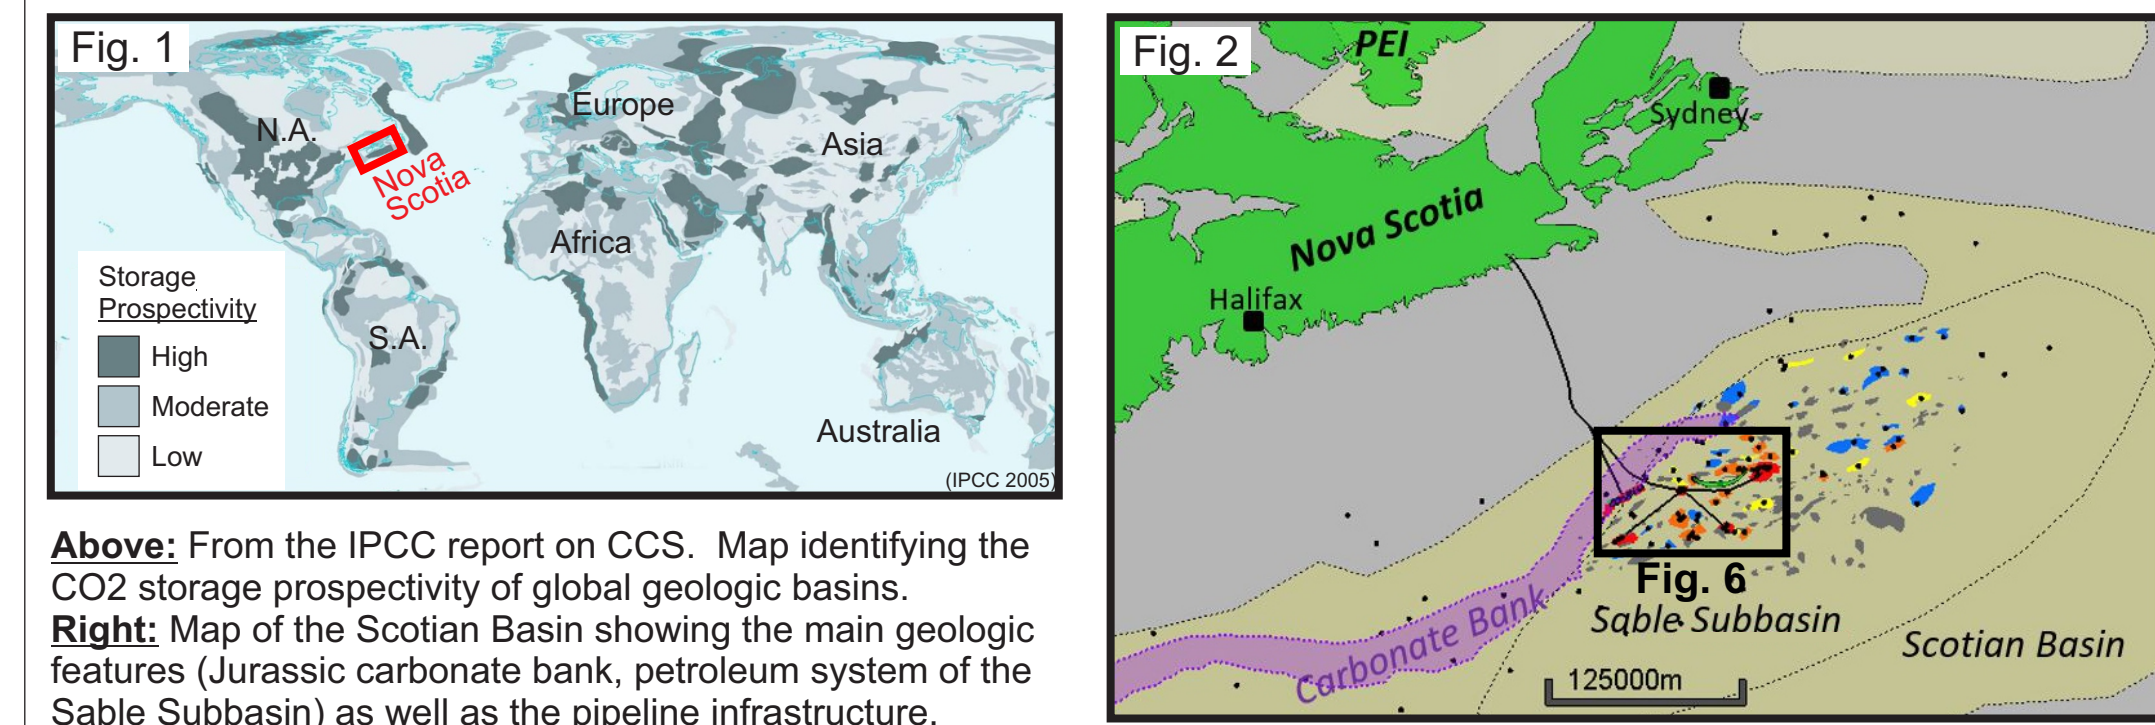 Fig. 1
N.A.
Europe
Asia
Nova
Scotia
Africa
S.A.
Australia
Storage
Prospectivity
High
Moderate
Low
(IPCC 2005)
Above: From the IPCC report on CCS. Map identifying the
CO2 storage prospectivity of global geologic basins.
Right: Map of the Scotian Basin showing the main geologic
features (Jurassic carbonate bank, petroleum system of the
Sable Subbasin) as well as the pipeline infrastructure.
Fig. 2
PEI
Sydney
Nova Scotia
Halifax
Fig. 6
Carbonate Bank
Sable Subbasin
Scotian Basin
125000m